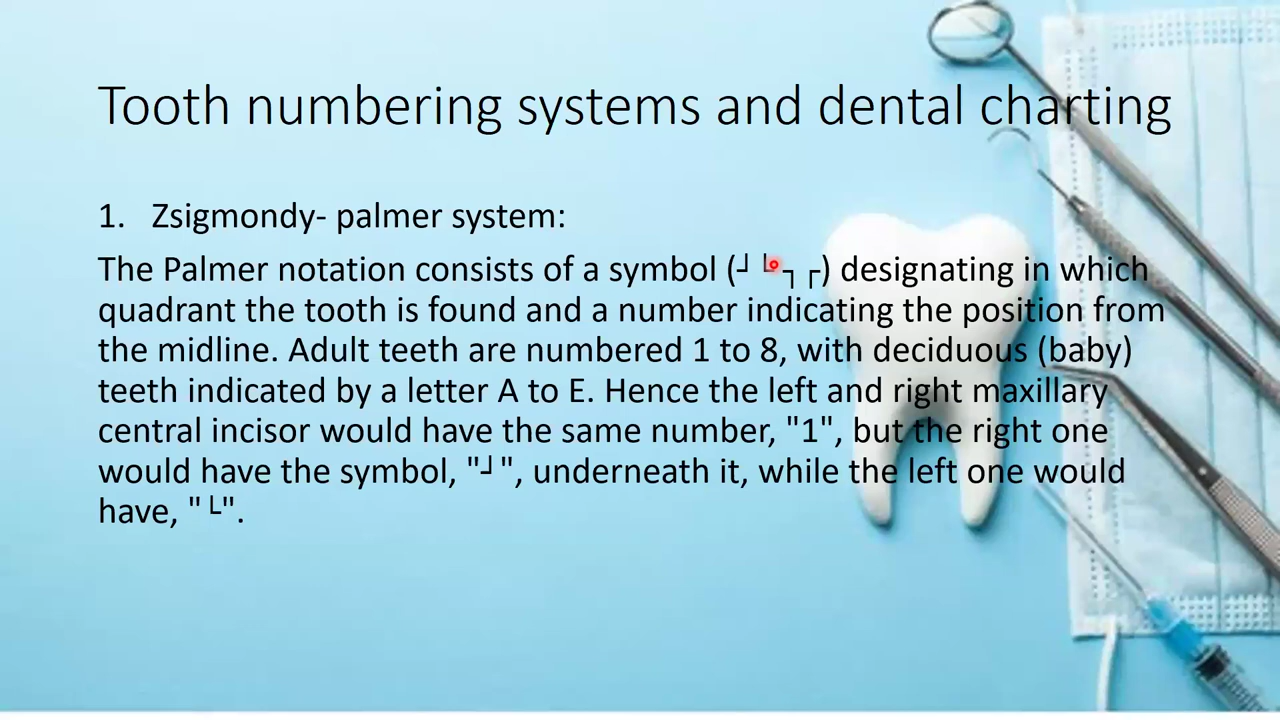 Tooth numbering systems and dental charting
1. Zsigmondy- palmer system:
The Palmer notation consists of a symbol (┘└ ┐┌) designating in which
quadrant the tooth is found and a number indicating the position from
the midline. Adult teeth are numbered 1 to 8, with deciduous (baby)
teeth indicated by a letter A to E. Hence the left and right maxillary
central incisor would have the same number, "1", but the right one
would have the symbol, "┘", underneath it, while the left one would
have, "└".